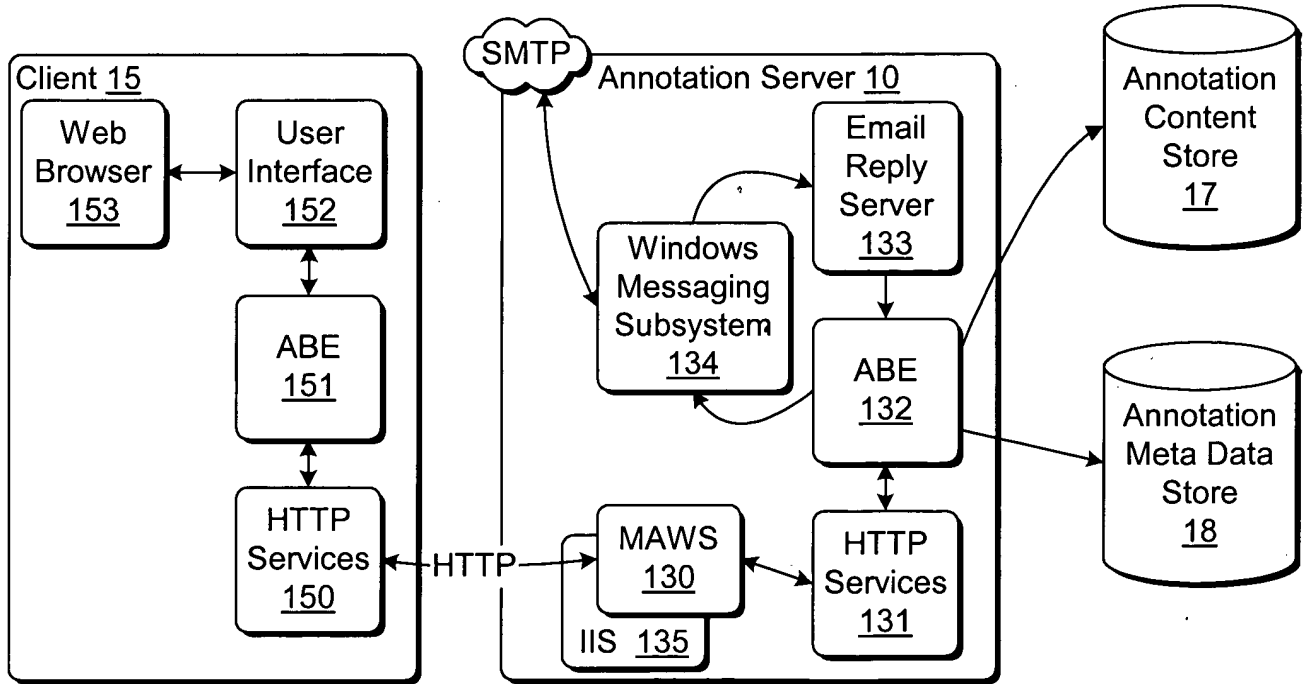 Client 15
Web
Browser
153
User
Interface
152
ABE
151
HTTP
Services
150
HTTP
SMTP
Annotation Server 10
Email
Reply
Server
133
Windows
Messaging
Subsystem
134
ABE
132
MAWS
130
IIS 135
HTTP
Services
131
Annotation
Content
Store
17
Annotation
Meta Data
Store
18